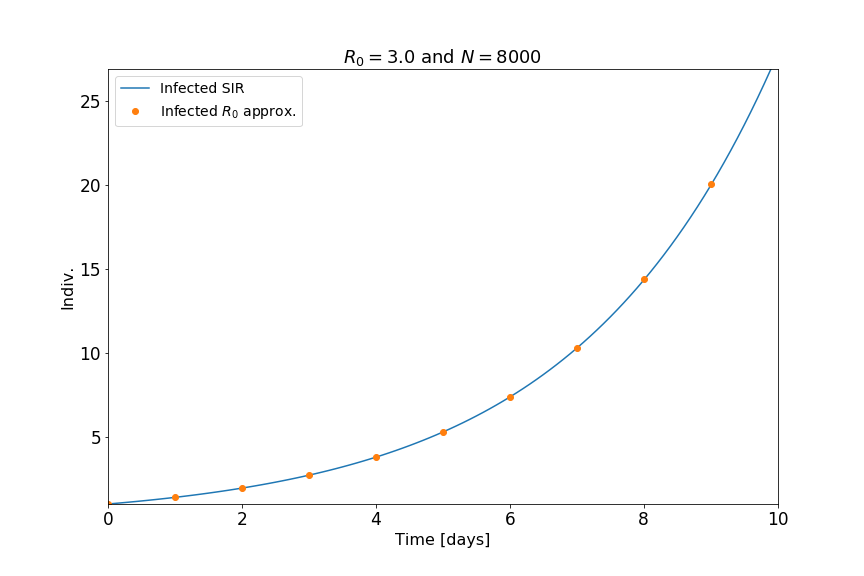 R₀ = 3.0 and N = 8000
Infected SIR
Infected R₀ approx.
25
20
15
10
5
Indiv.
0 2 4 6 8 10
Time [days]